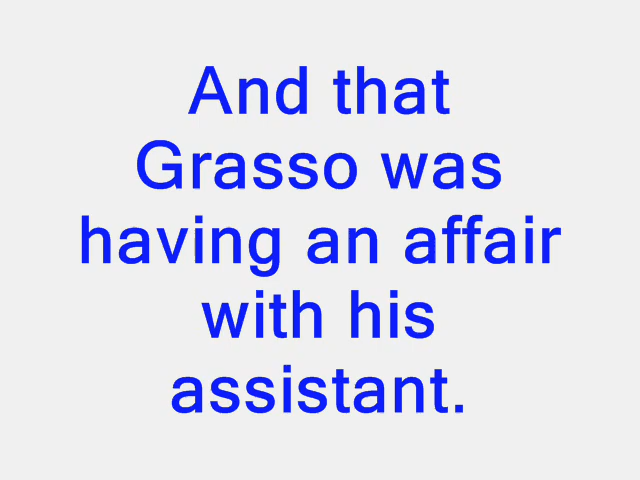 And that
Grasso was
having an affair
with his
assistant.